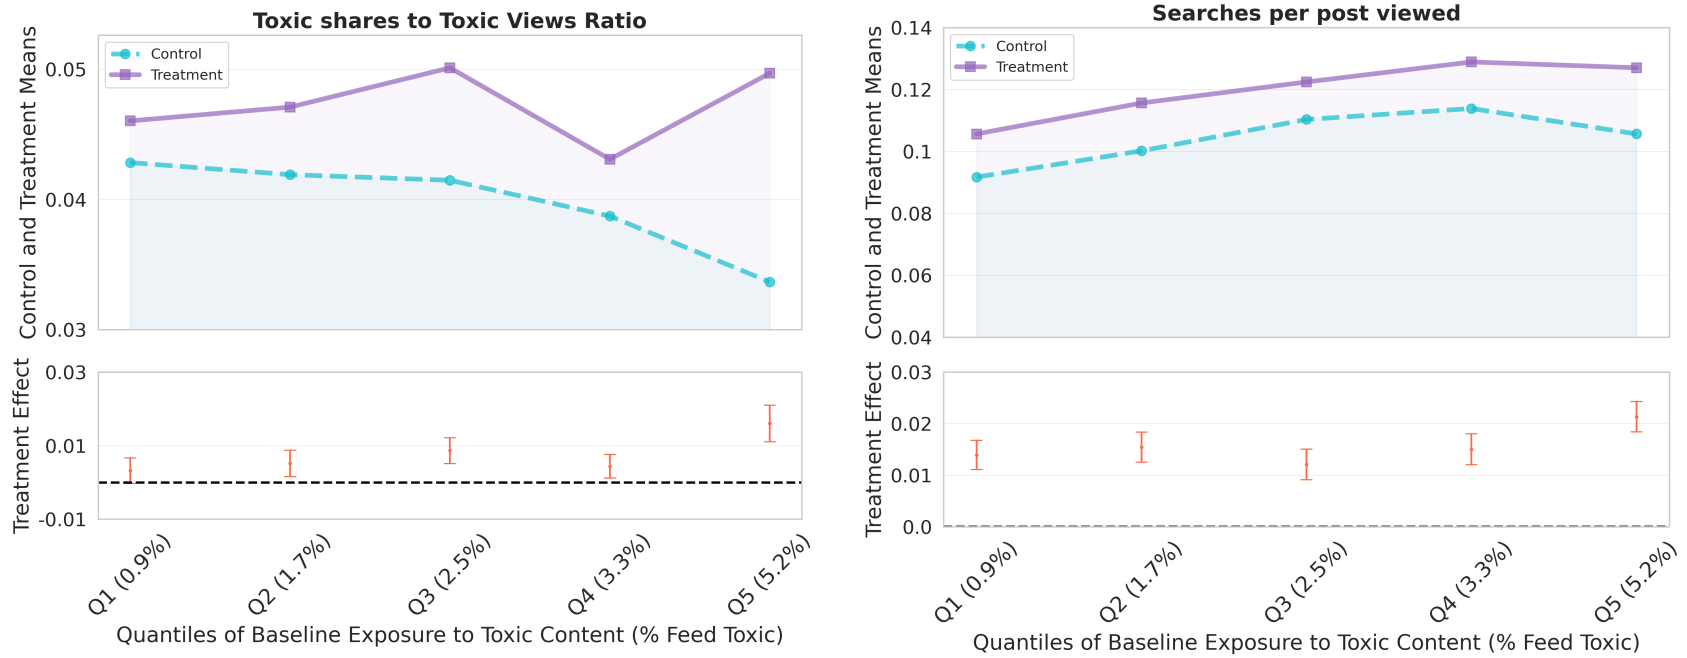 Toxic shares to Toxic Views Ratio
Control
Treatment
Control and Treatment Means
0.05
0.04
0.03
Treatment Effect
0.03
0.01
-0.01
Q1 (0.9%)
Q2 (1.7%)
Q3 (2.5%)
Q4 (3.3%)
Q5 (5.2%)
Quantiles of Baseline Exposure to Toxic Content (% Feed Toxic)
Searches per post viewed
Control
Treatment
Control and Treatment Means
0.14
0.12
0.1
0.08
0.06
0.04
Treatment Effect
0.03
0.02
0.01
0.0
Q1 (0.9%)
Q2 (1.7%)
Q3 (2.5%)
Q4 (3.3%)
Q5 (5.2%)
Quantiles of Baseline Exposure to Toxic Content (% Feed Toxic)